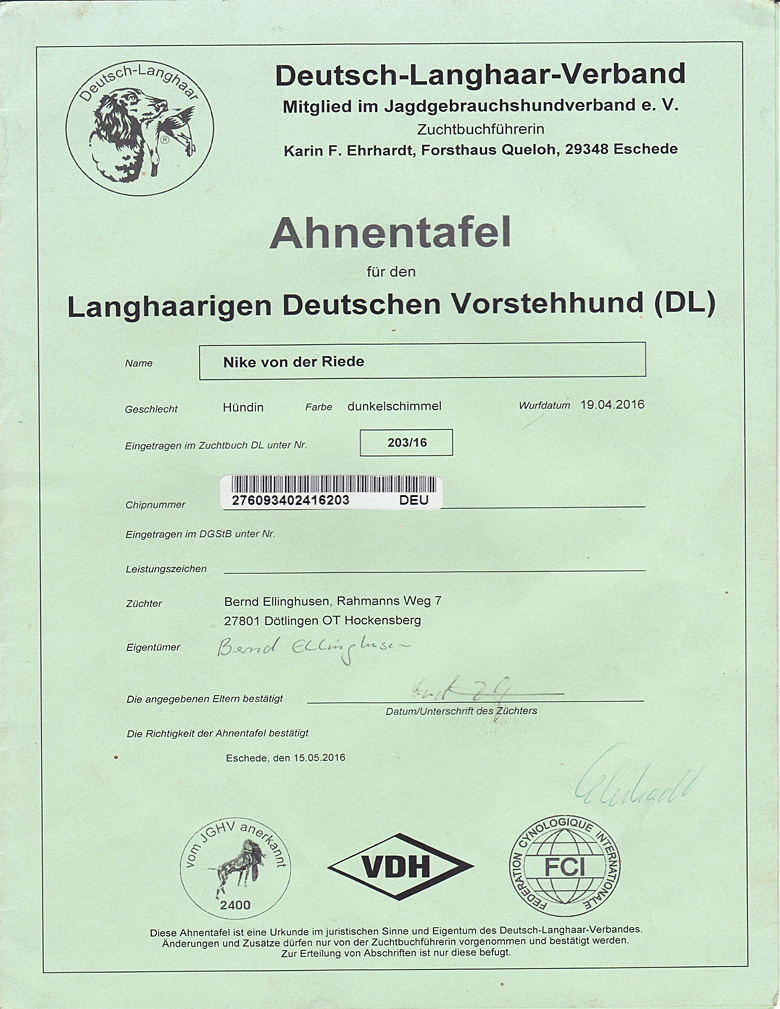 Deutsch-Langhaar
®
Deutsch-Langhaar-Verband
Mitglied im Jagdgebrauchshundverband e. V.
Zuchtbuchführerin
Karin F. Ehrhardt, Forsthaus Queloh, 29348 Eschede
Ahnentafel
für den
Langhaarigen Deutschen Vorstehhund (DL)
Name Nike von der Riede
Geschlecht Hündin Farbe dunkelschimmel Wurfdatum 19.04.2016
Eingetragen im Zuchtbuch DL unter Nr. 203/16
Chipnummer 276093402416203 DEU
Eingetragen im DGStB unter Nr.
Leistungszeichen
Züchter Bernd Ellinghusen, Rahmanns Weg 7
27801 Dötlingen OT Hockensberg
Eigentümer Bernd Ellinghusen
Die angegebenen Eltern bestätigt
Datum/Unterschrift des Züchters
Die Richtigkeit der Ahnentafel bestätigt
Eschede, den 15.05.2016
Ehrhardt
vom JGHV anerkannt
2400
VDH
FEDERATION CYNOLOGIQUE INTERNATIONALE
FCI
Diese Ahnentafel ist eine Urkunde im juristischen Sinne und Eigentum des Deutsch-Langhaar-Verbandes.
Änderungen und Zusätze dürfen nur von der Zuchtbuchführerin vorgenommen und bestätigt werden.
Zur Erteilung von Abschriften ist nur diese befugt.